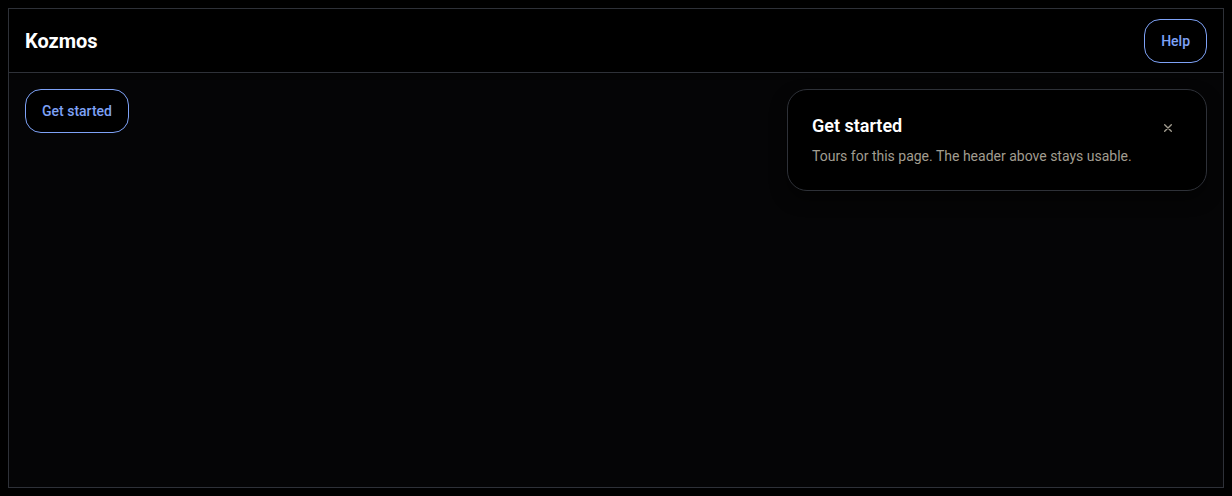 Kozmos
Help
Get started
Get started
Tours for this page. The header above stays usable.